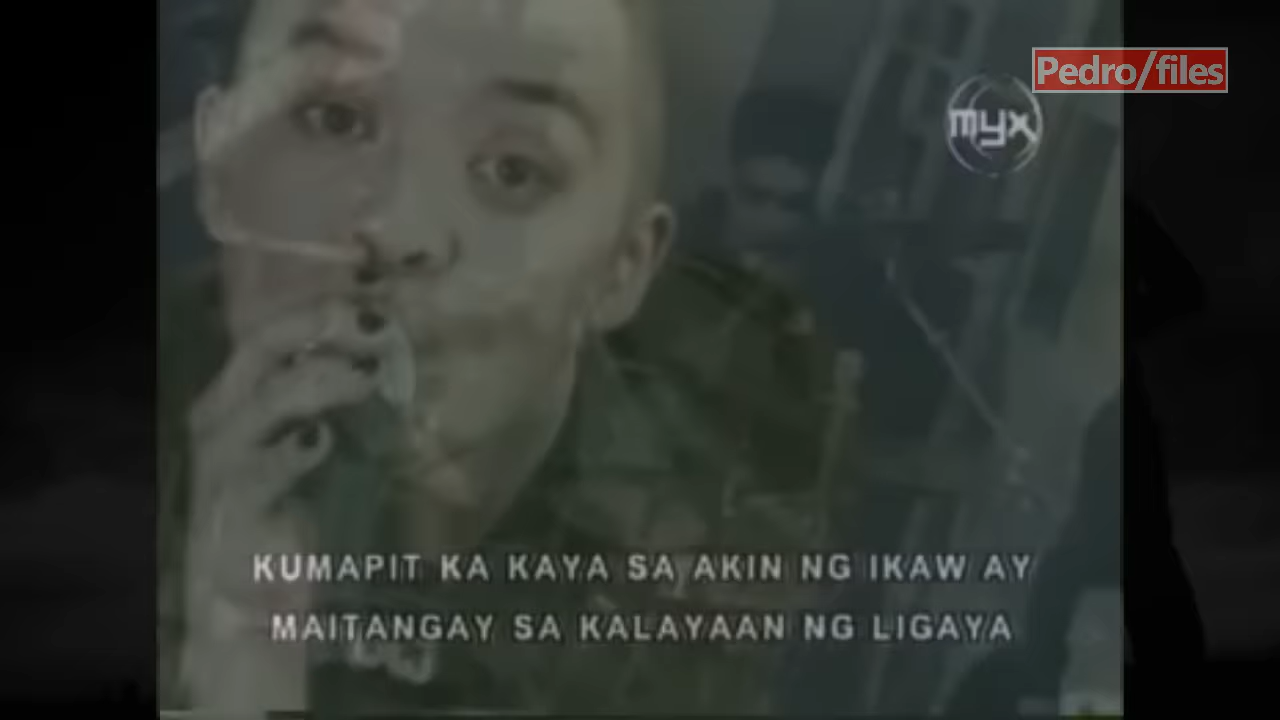 Pedro/files
myx
KUMAPIT KA KAYA SA AKIN NG IKAW AY
MAITANGAY SA KALAYAAN NG LIGAYA